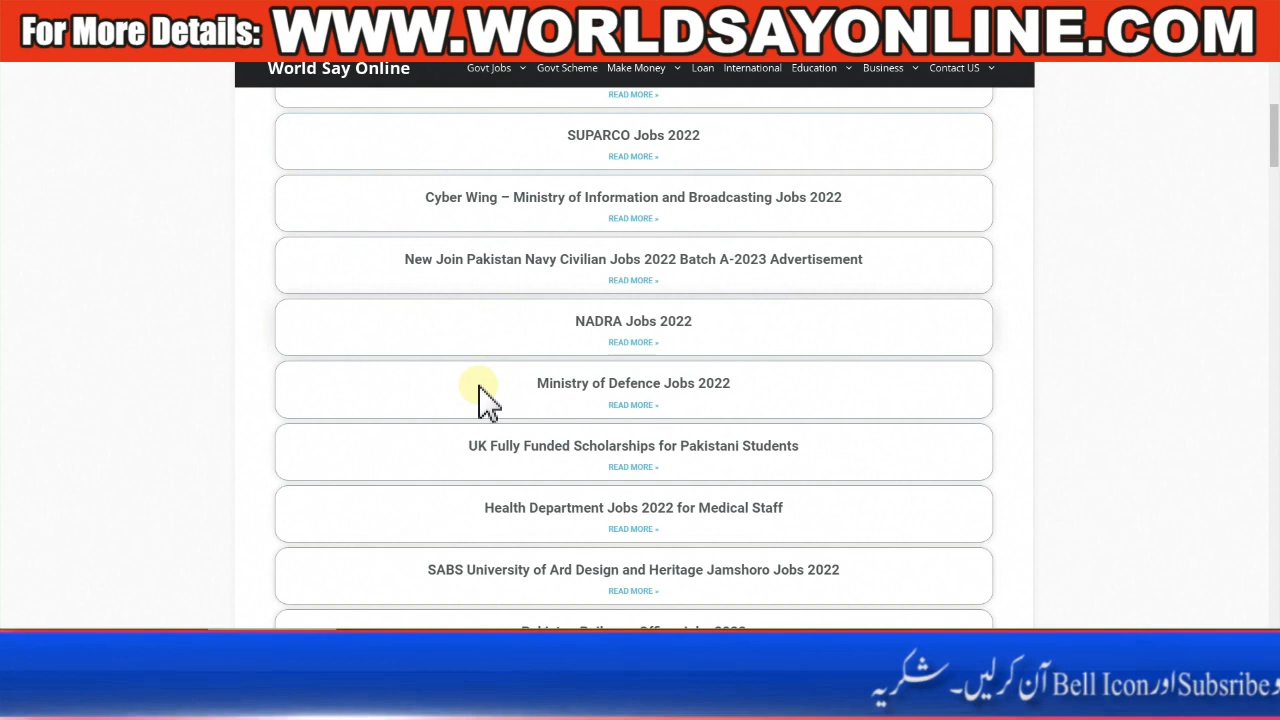 For More Details: WWW.WORLDSAYONLINE.COM
World Say Online Govt Jobs Govt Scheme Make Money Loan International Education Business Contact US
READ MORE »
SUPARCO Jobs 2022
READ MORE »
Cyber Wing – Ministry of Information and Broadcasting Jobs 2022
READ MORE »
New Join Pakistan Navy Civilian Jobs 2022 Batch A-2023 Advertisement
READ MORE »
NADRA Jobs 2022
READ MORE »
Ministry of Defence Jobs 2022
READ MORE »
UK Fully Funded Scholarships for Pakistani Students
READ MORE »
Health Department Jobs 2022 for Medical Staff
READ MORE »
SABS University of Ard Design and Heritage Jamshoro Jobs 2022
READ MORE »
Subsribe اور Bell Icon آن کرلیں۔ شکریہ